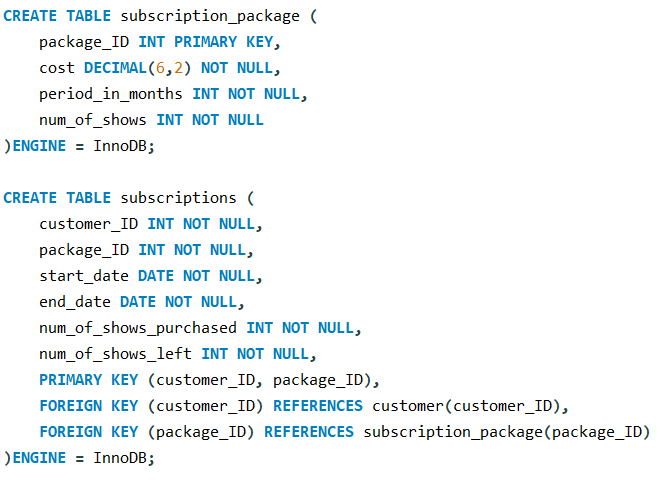 CREATE TABLE subscription_package (
package_ID INT PRIMARY KEY,
cost DECIMAL(6,2) NOT NULL,
period_in_months INT NOT NULL,
num_of_shows INT NOT NULL
)ENGINE = InnoDB;
CREATE TABLE subscriptions (
customer_ID INT NOT NULL,
package_ID INT NOT NULL,
start_date DATE NOT NULL,
end_date DATE NOT NULL,
num_of_shows_purchased INT NOT NULL,
num_of_shows_left INT NOT NULL,
PRIMARY KEY (customer_ID, package_ID),
FOREIGN KEY (customer_ID) REFERENCES customer(customer_ID),
FOREIGN KEY (package_ID) REFERENCES subscription_package(package_ID)
)ENGINE = InnoDB;